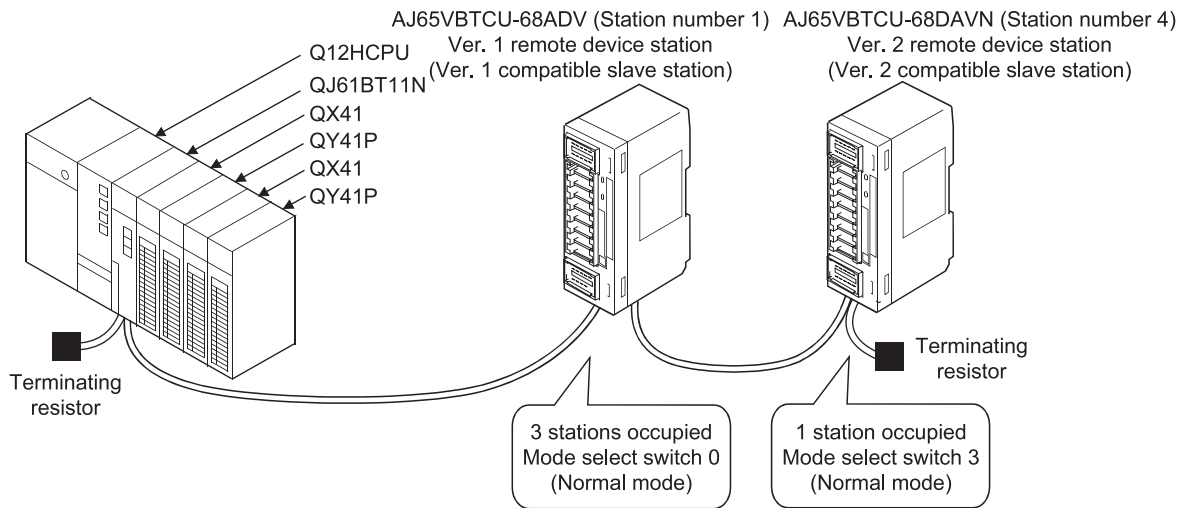 AJ65VBTCU-68ADV (Station number 1)
Ver. 1 remote device station
(Ver. 1 compatible slave station)
AJ65VBTCU-68DAVN (Station number 4)
Ver. 2 remote device station
(Ver. 2 compatible slave station)
Q12HCPU
QJ61BT11N
QX41
QY41P
QX41
QY41P
Terminating
resistor
Terminating
resistor
3 stations occupied
Mode select switch 0
(Normal mode)
1 station occupied
Mode select switch 3
(Normal mode)